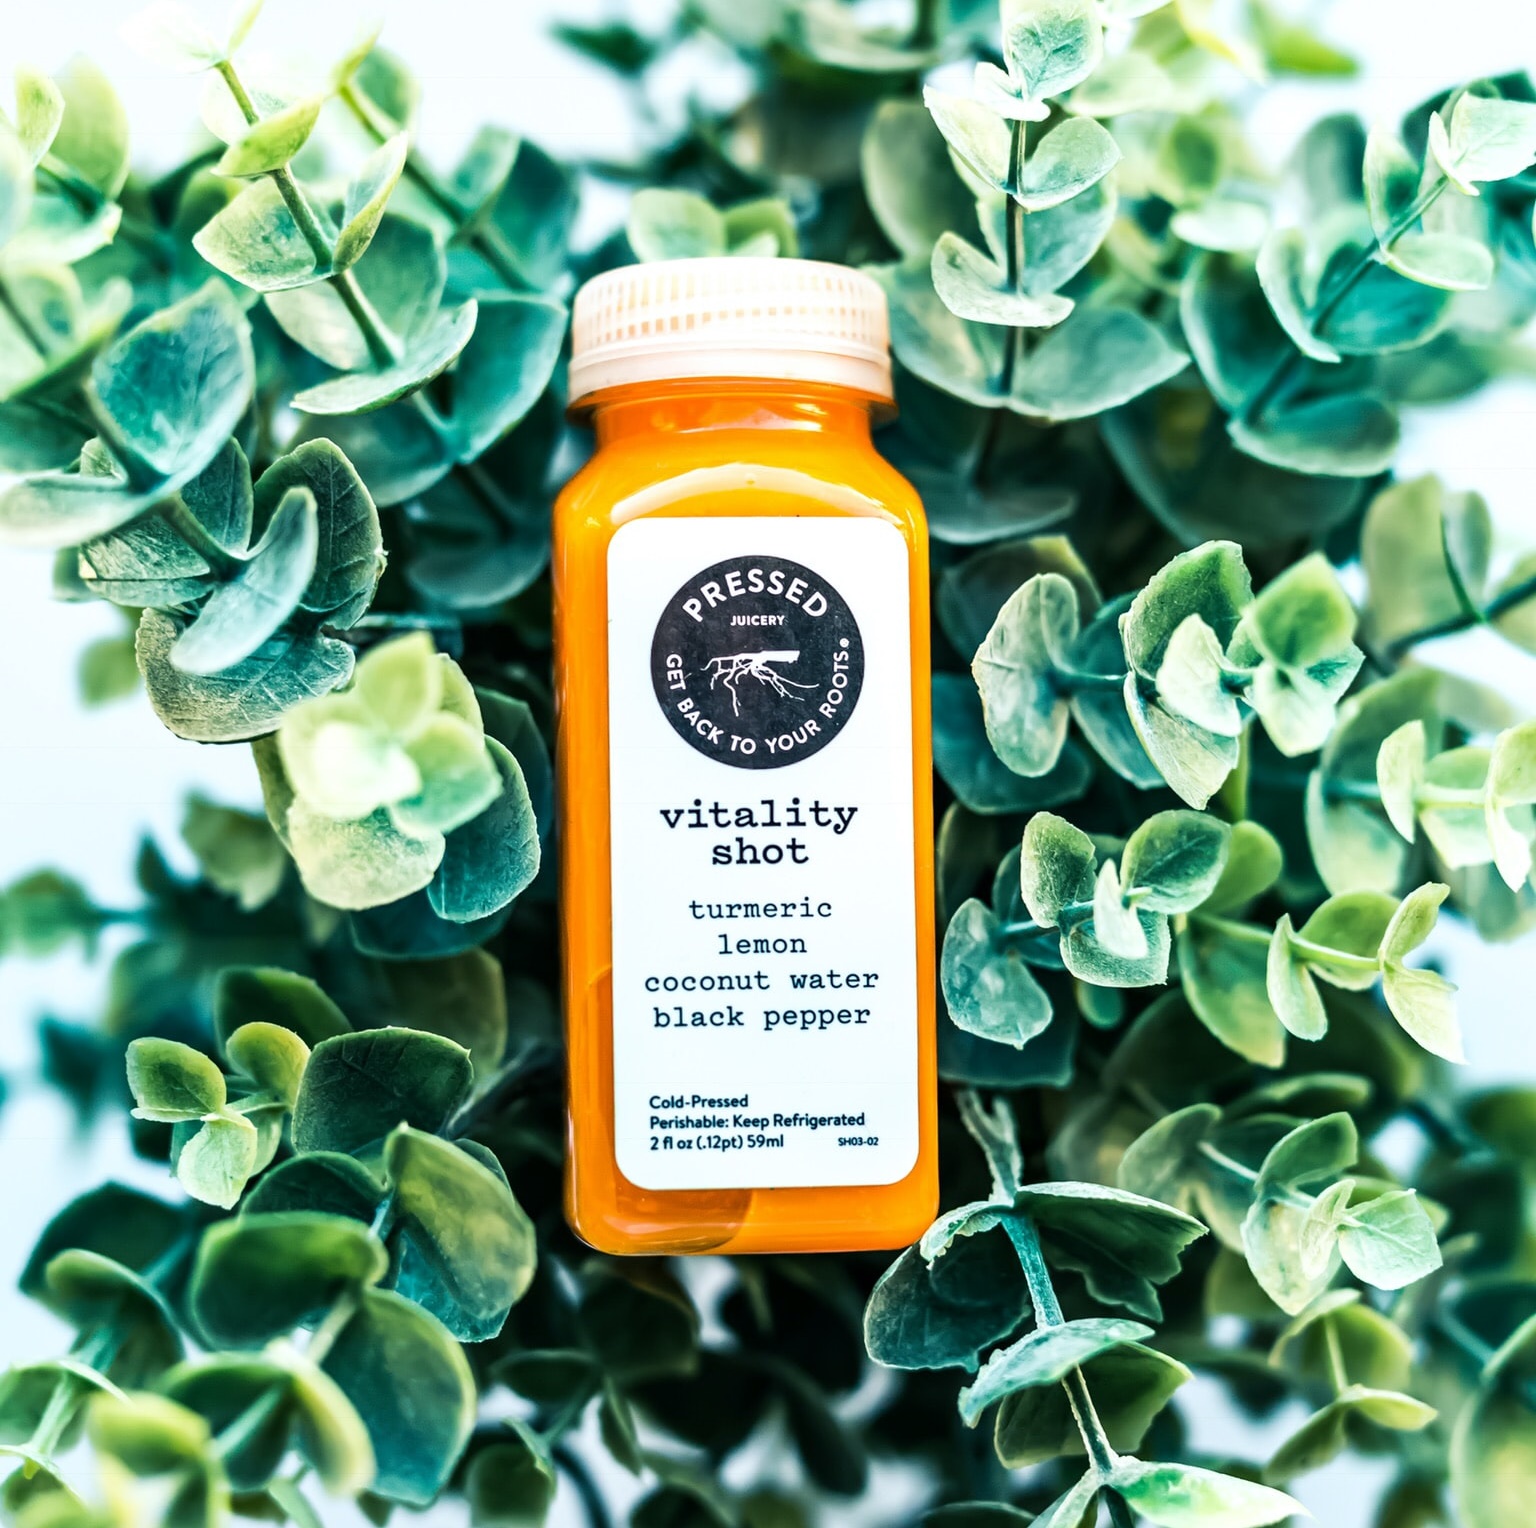 PRESSED
JUICERY
GET BACK TO YOUR ROOTS.
vitality
shot
turmeric
lemon
coconut water
black pepper
Cold-Pressed
Perishable: Keep Refrigerated
2 fl oz (.12pt) 59ml SH03-02